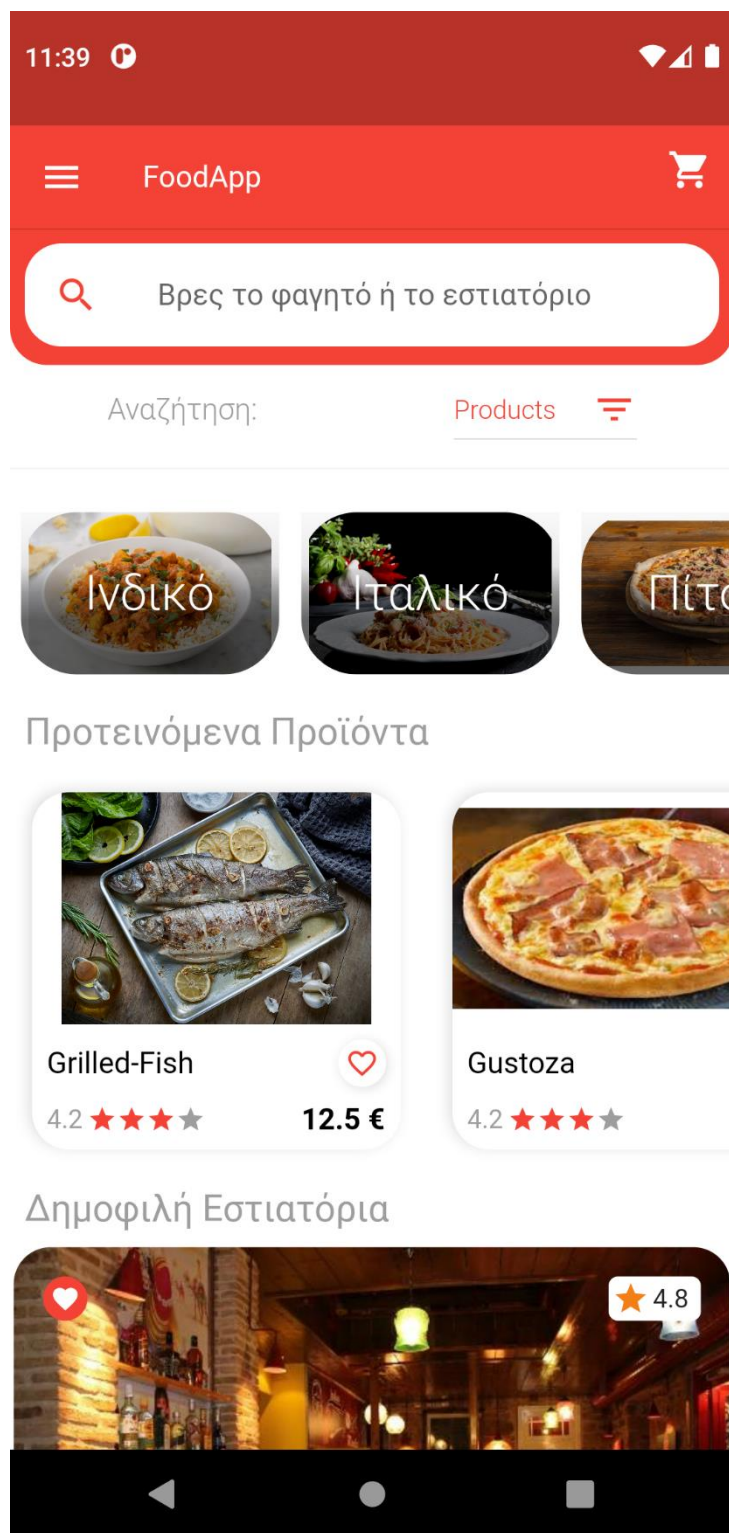 11:39
FoodApp
Βρες το φαγητό ή το εστιατόριο
Αναζήτηση: Products
Ινδικό Ιταλικό Πίτσ
Προτεινόμενα Προϊόντα
Grilled-Fish Gustoza
4.2 12.5 € 4.2
Δημοφιλή Εστιατόρια
4.8